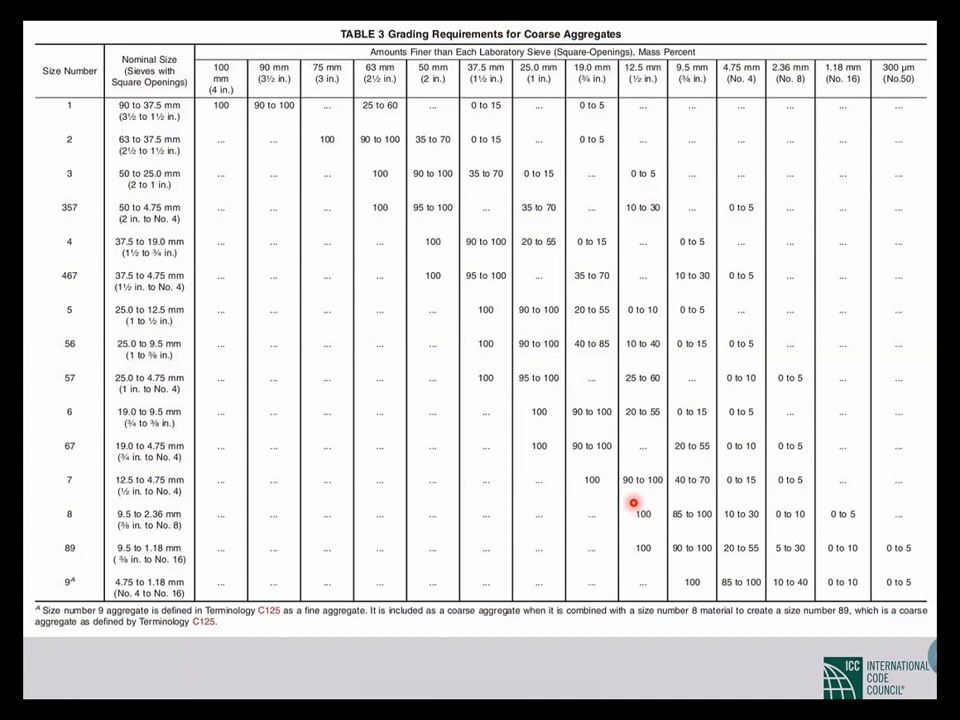 TABLE 3 Grading Requirements for Coarse Aggregates
Size Number Nominal Size (Sieves with Square Openings) Amounts Finer than Each Laboratory Sieve (Square-Openings), Mass Percent
100 mm (4 in.) 90 mm (3½ in.) 75 mm (3 in.) 63 mm (2½ in.) 50 mm (2 in.) 37.5 mm (1½ in.) 25.0 mm (1 in.) 19.0 mm (¾ in.) 12.5 mm (½ in.) 9.5 mm (⅜ in.) 4.75 mm (No. 4) 2.36 mm (No. 8) 1.18 mm (No. 16) 300 µm (No.50)
1 90 to 37.5 mm (3½ to 1½ in.) 100 90 to 100 ... 25 to 60 ... 0 to 15 ... 0 to 5 ... ... ... ... ... ...
2 63 to 37.5 mm (2½ to 1½ in.) ... ... 100 90 to 100 35 to 70 0 to 15 ... 0 to 5 ... ... ... ... ... ...
3 50 to 25.0 mm (2 to 1 in.) ... ... ... 100 90 to 100 35 to 70 0 to 15 ... 0 to 5 ... ... ... ... ...
357 50 to 4.75 mm (2 in. to No. 4) ... ... ... 100 95 to 100 ... 35 to 70 ... 10 to 30 ... 0 to 5 ... ... ...
4 37.5 to 19.0 mm (1½ to ¾ in.) ... ... ... ... 100 90 to 100 20 to 55 0 to 15 ... 0 to 5 ... ... ... ...
467 37.5 to 4.75 mm (1½ in. to No. 4) ... ... ... ... 100 95 to 100 ... 35 to 70 ... 10 to 30 0 to 5 ... ... ...
5 25.0 to 12.5 mm (1 to ½ in.) ... ... ... ... ... 100 90 to 100 20 to 55 0 to 10 0 to 5 ... ... ... ...
56 25.0 to 9.5 mm (1 to ⅜ in.) ... ... ... ... ... 100 90 to 100 40 to 85 10 to 40 0 to 15 0 to 5 ... ... ...
57 25.0 to 4.75 mm (1 in. to No. 4) ... ... ... ... ... 100 95 to 100 ... 25 to 60 ... 0 to 10 0 to 5 ... ...
6 19.0 to 9.5 mm (¾ to ⅜ in.) ... ... ... ... ... ... 100 90 to 100 20 to 55 0 to 15 0 to 5 ... ... ...
67 19.0 to 4.75 mm (¾ in. to No. 4) ... ... ... ... ... ... 100 90 to 100 ... 20 to 55 0 to 10 0 to 5 ... ...
7 12.5 to 4.75 mm (½ in. to No. 4) ... ... ... ... ... ... ... 100 90 to 100 40 to 70 0 to 15 0 to 5 ... ...
8 9.5 to 2.36 mm (⅜ in. to No. 8) ... ... ... ... ... ... ... ... 100 85 to 100 10 to 30 0 to 10 0 to 5 ...
89 9.5 to 1.18 mm ( ⅜ in. to No. 16) ... ... ... ... ... ... ... ... 100 90 to 100 20 to 55 5 to 30 0 to 10 0 to 5
9A 4.75 to 1.18 mm (No. 4 to No. 16) ... ... ... ... ... ... ... ... ... 100 85 to 100 10 to 40 0 to 10 0 to 5
A Size number 9 aggregate is defined in Terminology C125 as a fine aggregate. It is included as a coarse aggregate when it is combined with a size number 8 material to create a size number 89, which is a coarse
aggregate as defined by Terminology C125.
ICC INTERNATIONAL
CODE
COUNCIL®